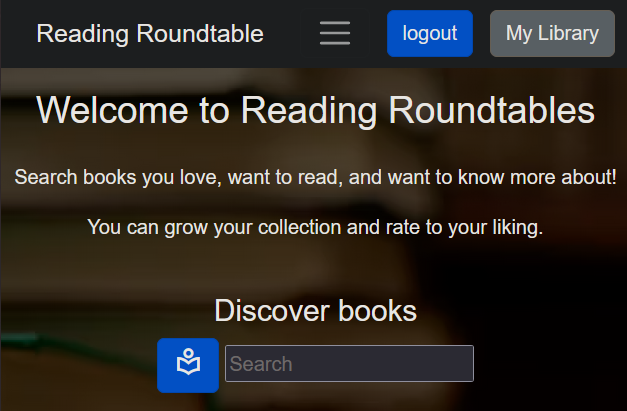 Reading Roundtable
logout
My Library
Welcome to Reading Roundtables
Search books you love, want to read, and want to know more about!
You can grow your collection and rate to your liking.
Discover books
Search